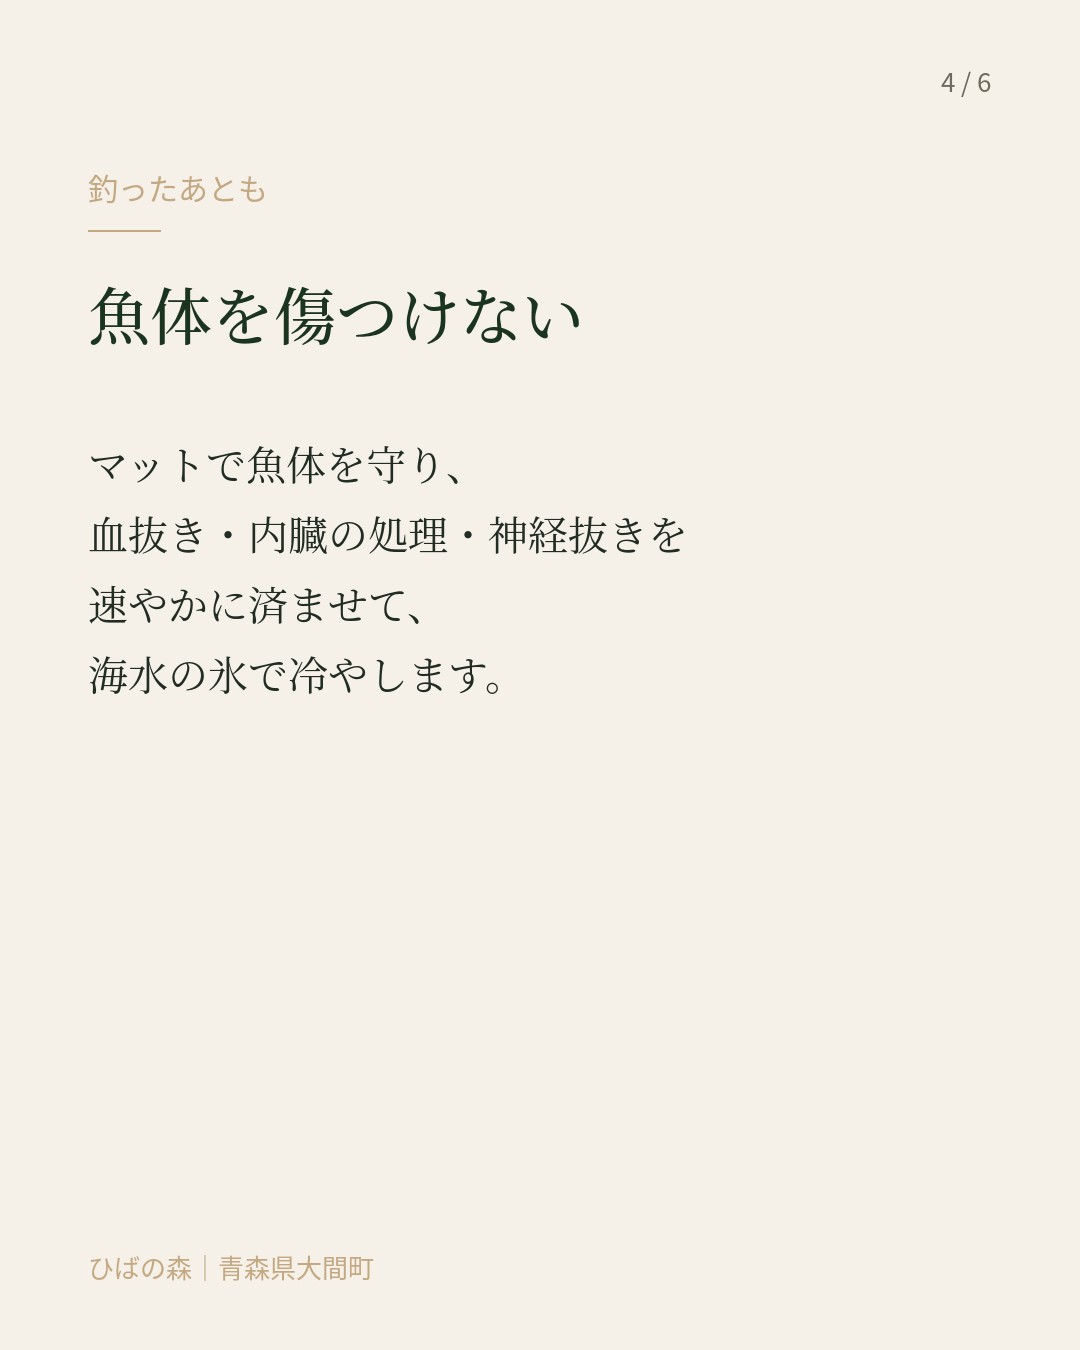 4 / 6
釣ったあとも
魚体を傷つけない
マットで魚体を守り、
血抜き・内臓の処理・神経抜きを
速やかに済ませて、
海水の氷で冷やします。
ひばの森｜青森県大間町